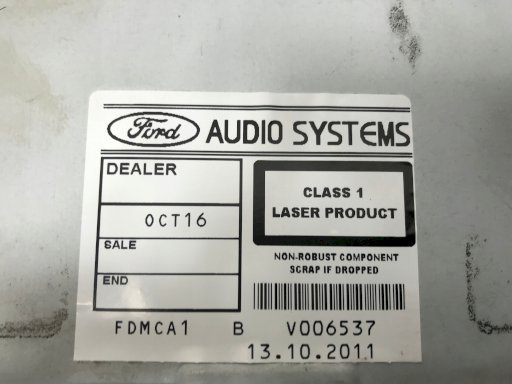 Ford AUDIO SYSTEMS
DEALER
OCT16
SALE
END
CLASS 1
LASER PRODUCT
NON-ROBUST COMPONENT
SCRAP IF DROPPED
FDMCA1 B V006537
13.10.2011